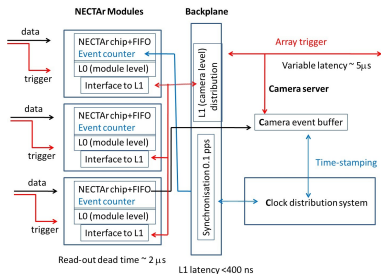 NECTAr Modules
Backplane
data
trigger
NECTAr chip+FIFO
Event counter
L0 (module level)
Interface to L1
data
trigger
NECTAr chip+FIFO
Event counter
L0 (module level)
Interface to L1
data
trigger
NECTAr chip+FIFO
Event counter
L0 (module level)
Interface to L1
Read-out dead time ~ 2 μs
L1 (camera level)
distribution
Synchronisation 0.1 pps
L1 latency <400 ns
Array trigger
Variable latency ~ 5μs
Camera server
Camera event buffer
Time-stamping
Clock distribution system